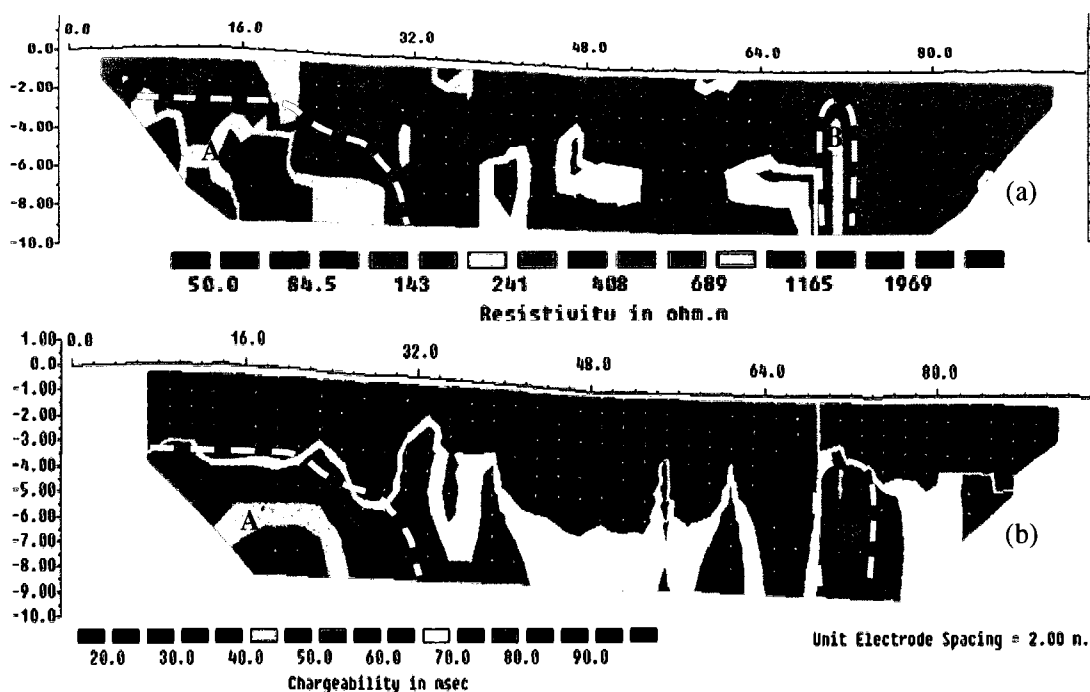 0.0 16.0 32.0 48.0 64.0 80.0
0.0
-2.00
-4.00
-6.00
-8.00
-10.0
A
B
(a)
50.0 84.5 143 241 408 689 1165 1969
Resistivity in ohm.m
1.00
0.0
-1.00
-2.00
-3.00
-4.00
-5.00
-6.00
-7.00
-8.00
-9.00
-10.0
0.0 16.0 32.0 48.0 64.0 80.0
A
(b)
20.0 30.0 40.0 50.0 60.0 70.0 80.0 90.0
Unit Electrode Spacing = 2.00 m.
Chargeability in msec